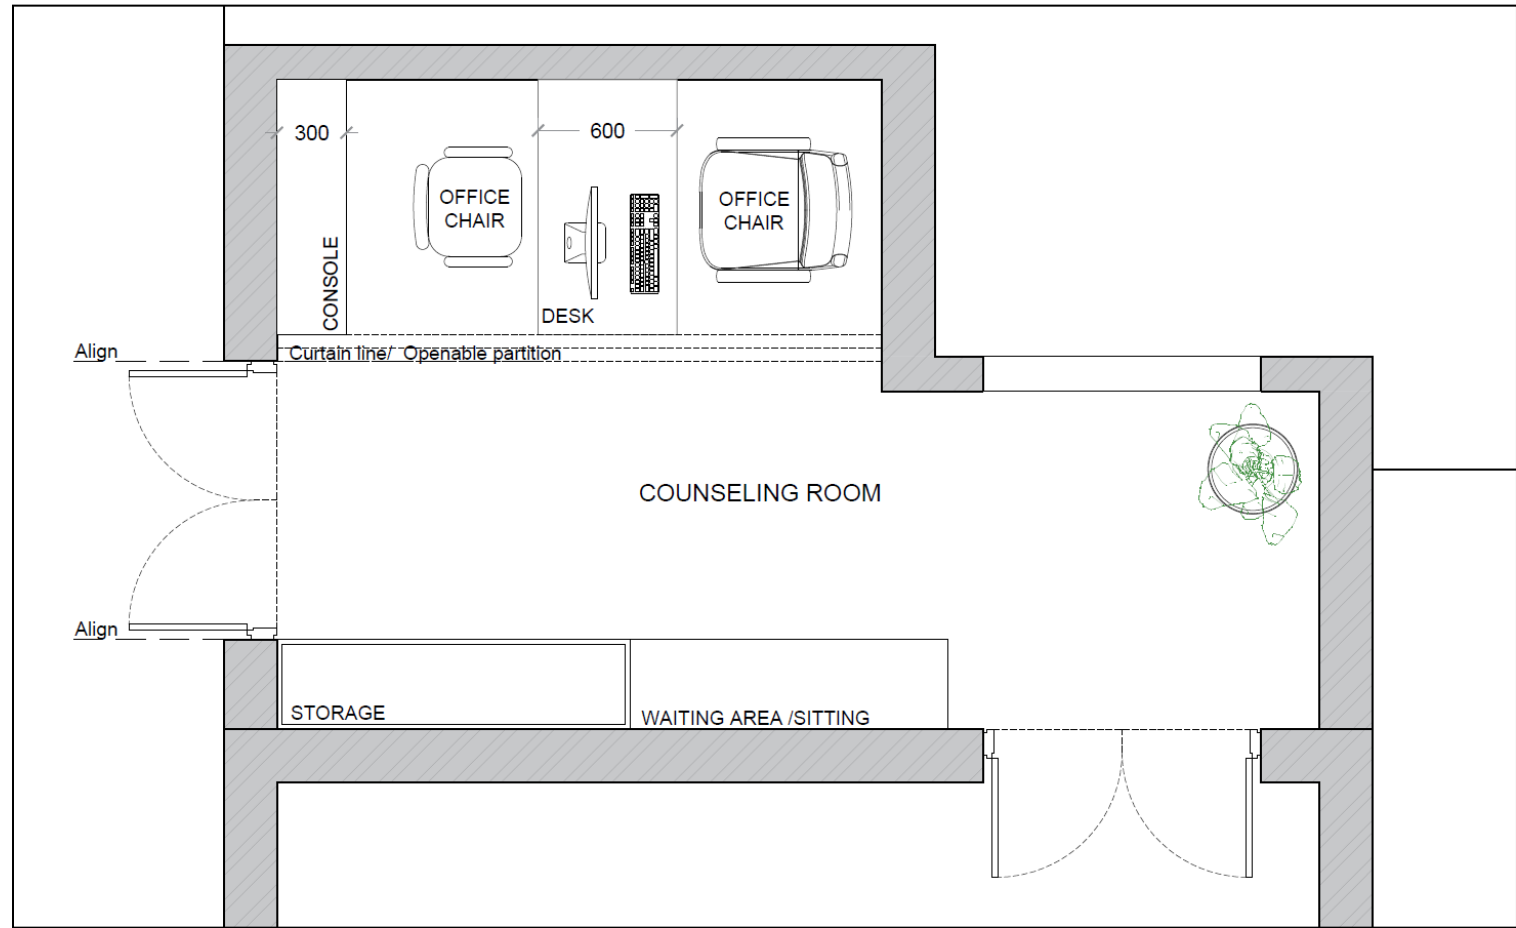 300
600
OFFICE
CHAIR
OFFICE
CHAIR
CONSOLE
DESK
Align
Curtain line/ Openable partition
COUNSELING ROOM
Align
STORAGE
WAITING AREA /SITTING